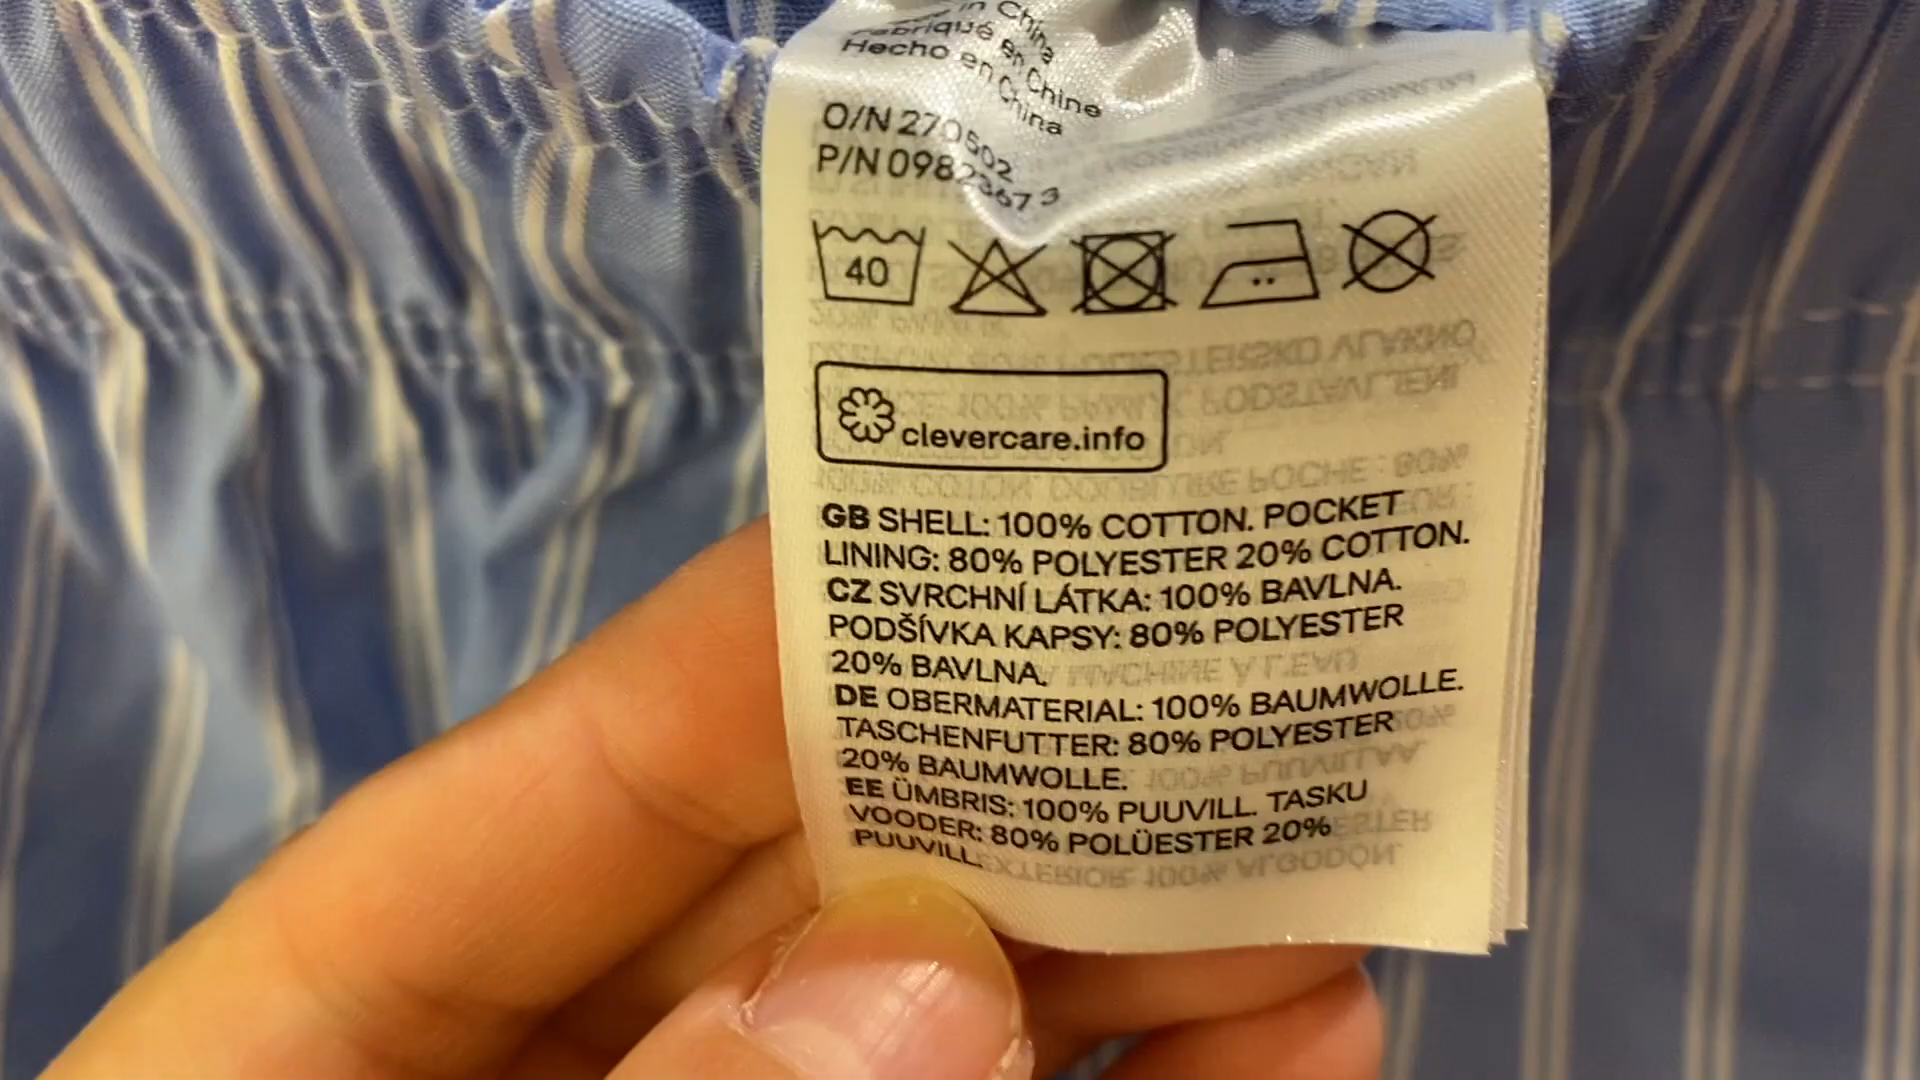 in China
Fabriqué en Chine
Hecho en China
O/N 270502
P/N 0982367 3
40
clevercare.info
GB SHELL: 100% COTTON. POCKET
LINING: 80% POLYESTER 20% COTTON.
CZ SVRCHNÍ LÁTKA: 100% BAVLNA.
PODŠÍVKA KAPSY: 80% POLYESTER
20% BAVLNA.
DE OBERMATERIAL: 100% BAUMWOLLE.
TASCHENFUTTER: 80% POLYESTER
20% BAUMWOLLE.
EE ÜMBRIS: 100% PUUVILL. TASKU
VOODER: 80% POLÜESTER 20%
PUUVILL.